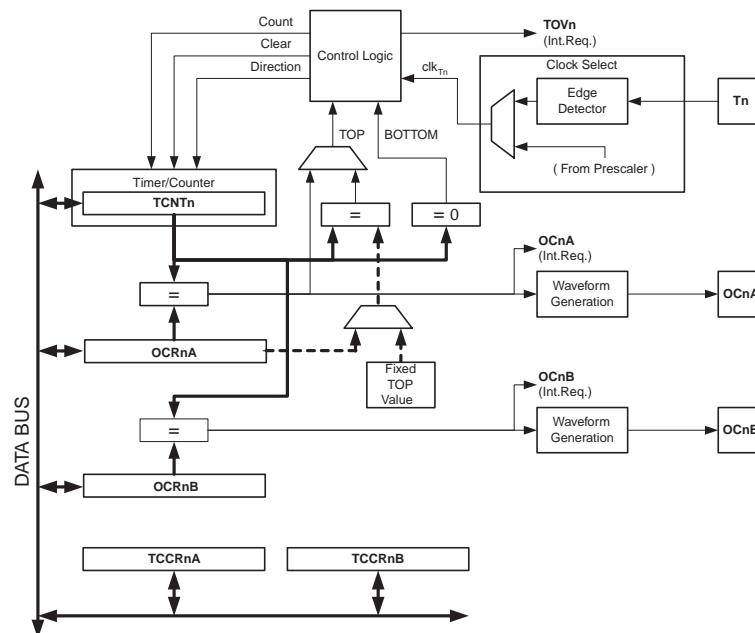 Count
Clear
Direction
Control Logic
TOVn
(Int.Req.)
clkTn
Clock Select
Edge
Detector
Tn
( From Prescaler )
TOP
BOTTOM
Timer/Counter
TCNTn
=
= 0
OCnA
(Int.Req.)
=
Waveform
Generation
OCnA
OCRnA
Fixed
TOP
Value
OCnB
(Int.Req.)
=
Waveform
Generation
OCnB
OCRnB
DATA BUS
TCCRnA
TCCRnB